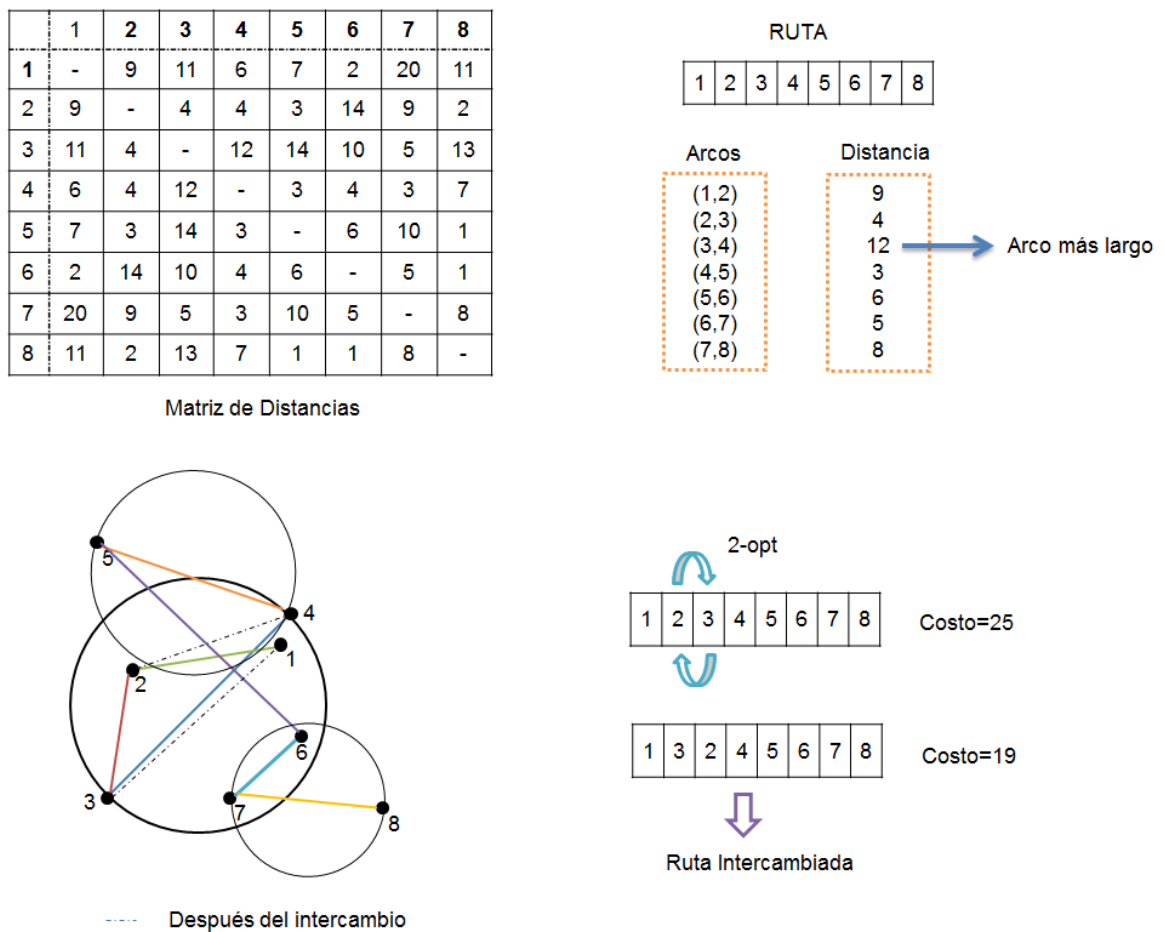 1 2 3 4 5 6 7 8
1 - 9 11 6 7 2 20 11
2 9 - 4 4 3 14 9 2
3 11 4 - 12 14 10 5 13
4 6 4 12 - 3 4 3 7
5 7 3 14 3 - 6 10 1
6 2 14 10 4 6 - 5 1
7 20 9 5 3 10 5 - 8
8 11 2 13 7 1 1 8 -
Matriz de Distancias
RUTA
1 2 3 4 5 6 7 8
Arcos Distancia
(1,2) 9
(2,3) 4
(3,4) 12 Arco más largo
(4,5) 3
(5,6) 6
(6,7) 5
(7,8) 8
5
4
1
2
6
3
7
8
Después del intercambio
2-opt
1 2 3 4 5 6 7 8 Costo=25
1 3 2 4 5 6 7 8 Costo=19
Ruta Intercambiada